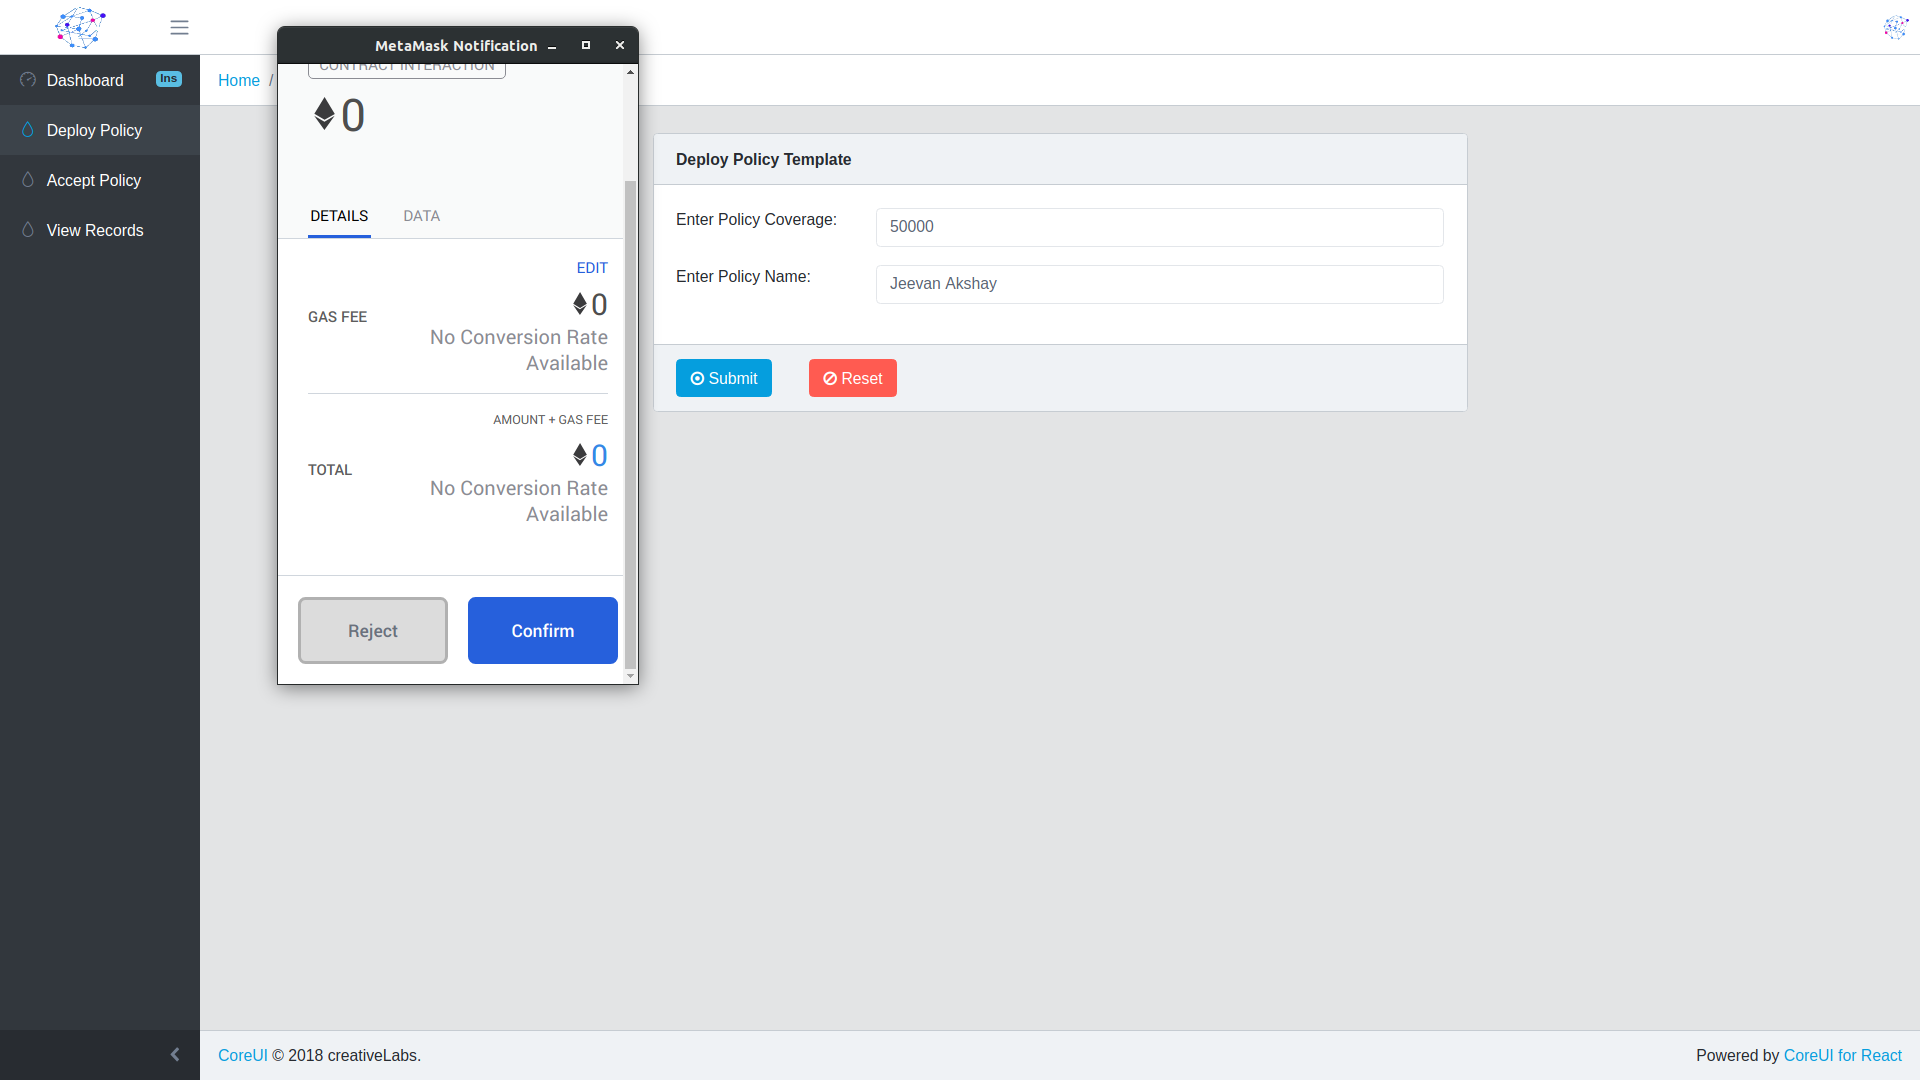 MetaMask Notification
Dashboard
Ins
Deploy Policy
Accept Policy
View Records
Home /
CONTRACT INTERACTION
0
DETAILS
DATA
EDIT
GAS FEE
0
No Conversion Rate
Available
AMOUNT + GAS FEE
TOTAL
0
No Conversion Rate
Available
Reject
Confirm
Deploy Policy Template
Enter Policy Coverage:
50000
Enter Policy Name:
Jeevan Akshay
Submit
Reset
CoreUI © 2018 creativeLabs.
Powered by CoreUI for React